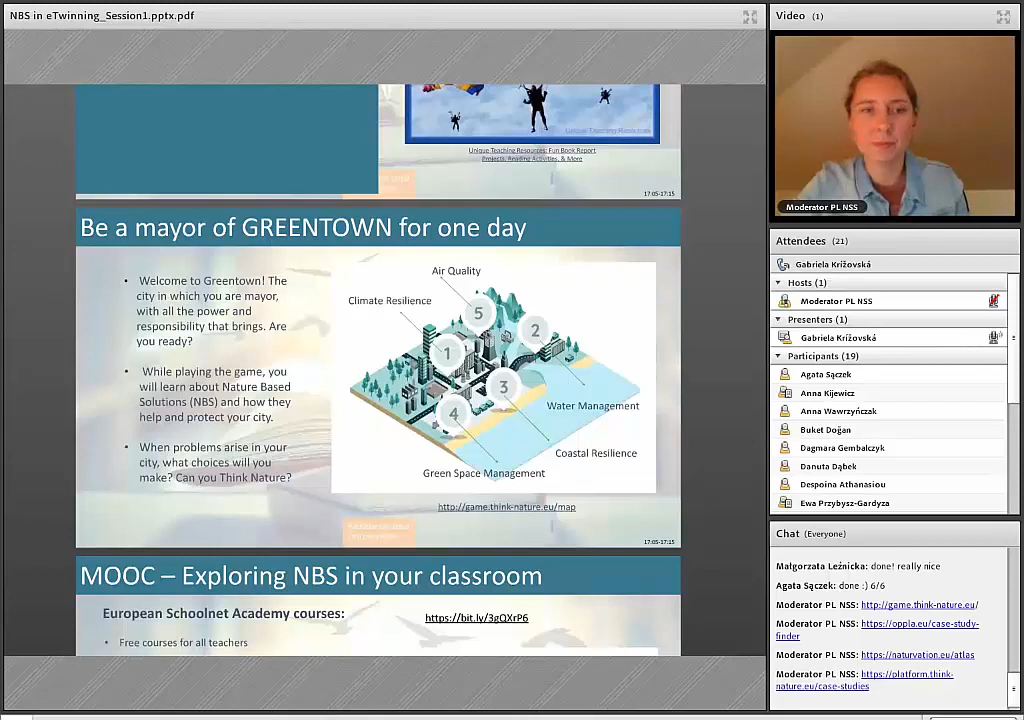 NBS in eTwinning_Session1.pptx.pdf
Unique Teaching Resources
Unique Teaching Resources: Fun Book Report
Projects, Reading Activities, & More
17:05-17:15
Be a mayor of GREENTOWN for one day
• Welcome to Greentown! The
city in which you are mayor,
with all the power and
responsibility that brings. Are
you ready?
• While playing the game, you
will learn about Nature Based
Solutions (NBS) and how they
help and protect your city.
• When problems arise in your
city, what choices will you
make? Can you Think Nature?
Air Quality
Climate Resilience
5
2
1
3
4
Water Management
Coastal Resilience
Green Space Management
http://game.think-nature.eu/map
17:05-17:15
MOOC – Exploring NBS in your classroom
European Schoolnet Academy courses:
https://bit.ly/3gQXrP6
• Free courses for all teachers
Video (1)
Moderator PL NSS
Attendees (21)
Gabriela Krížovská
Hosts (1)
Moderator PL NSS
Presenters (1)
Gabriela Krížovská
Participants (19)
Agata Sączek
Anna Kijewicz
Anna Wawrzyńczak
Buket Doğan
Dagmara Gembalczyk
Danuta Dąbek
Despoina Athanasiou
Ewa Przybysz-Gardyza
Chat (Everyone)
Małgorzata Leźnicka: done! really nice
Agata Sączek: done :) 6/6
Moderator PL NSS: http://game.think-nature.eu/
Moderator PL NSS: https://oppla.eu/case-study-
finder
Moderator PL NSS: https://naturvation.eu/atlas
Moderator PL NSS: https://platform.think-
nature.eu/case-studies